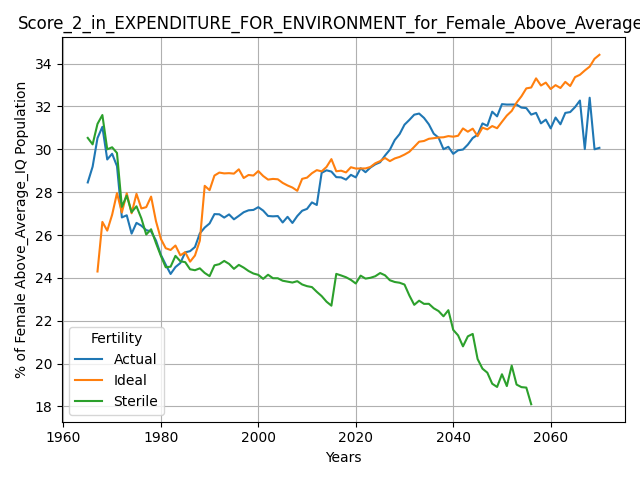 Score_2_in_EXPENDITURE_FOR_ENVIRONMENT_for_Female_Above_Average
% of Female Above_Average_IQ Population
34
32
30
28
26
24
22
20
18
Fertility
Actual
Ideal
Sterile
1960 1980 2000 2020 2040 2060
Years